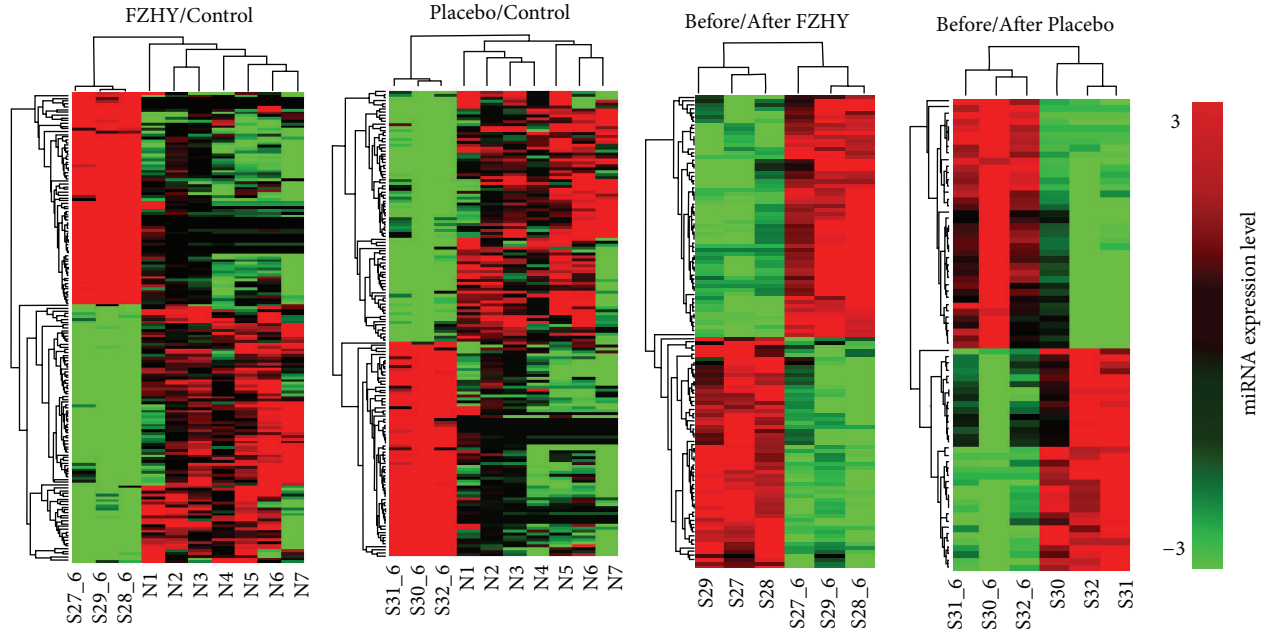 FZHY/Control
Placebo/Control
Before/After FZHY
Before/After Placebo
S27_6
S29_6
S28_6
N1
N2
N3
N4
N5
N6
N7
S31_6
S30_6
S32_6
N1
N2
N3
N4
N5
N6
N7
S29
S27
S28
S27_6
S29_6
S28_6
S31_6
S30_6
S32_6
S30
S32
S31
3
miRNA expression level
−3